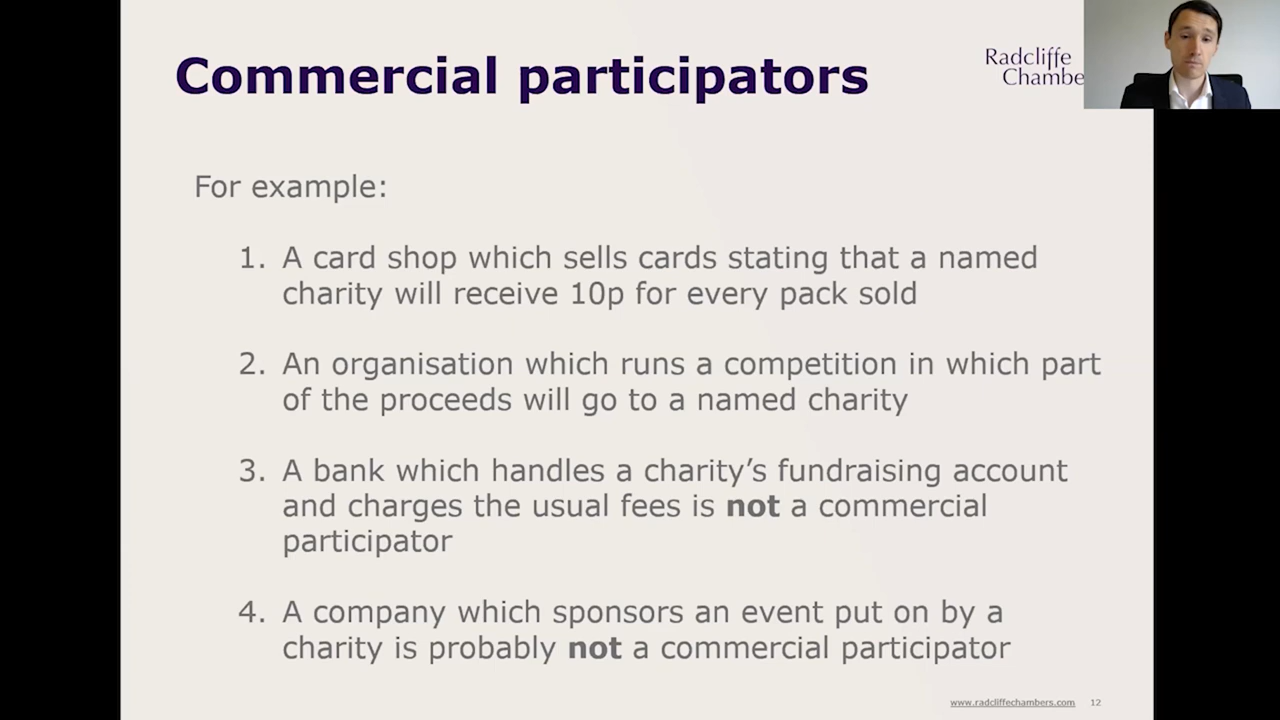 Commercial participators
Radcliffe
Chambe
For example:
1. A card shop which sells cards stating that a named
charity will receive 10p for every pack sold
2. An organisation which runs a competition in which part
of the proceeds will go to a named charity
3. A bank which handles a charity’s fundraising account
and charges the usual fees is not a commercial
participator
4. A company which sponsors an event put on by a
charity is probably not a commercial participator
www.radcliffechambers.com 12